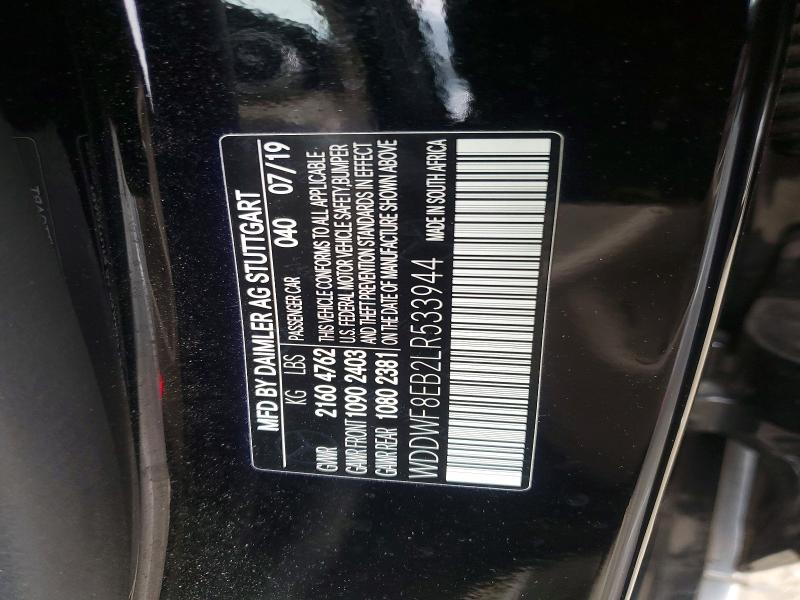 MFD BY DAIMLER AG STUTTGART
KG LBS PASSENGER CAR 040 07/19
GVWR 2160 4762 THIS VEHICLE CONFORMS TO ALL APPLICABLE
GAWR FRONT 1090 2403 U.S. FEDERAL MOTOR VEHICLE SAFETY, BUMPER
GAWR REAR 1080 2381 AND THEFT PREVENTION STANDARDS IN EFFECT
ON THE DATE OF MANUFACTURE SHOWN ABOVE
WDDWF8EB2LR533944 MADE IN SOUTH AFRICA